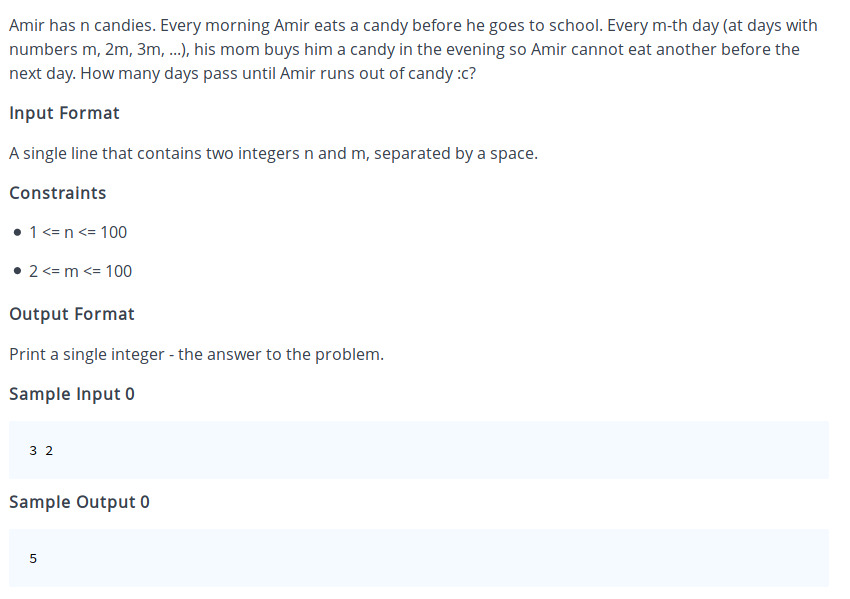 Amir has n candies. Every morning Amir eats a candy before he goes to school. Every m-th day (at days with
numbers m, 2m, 3m, ...), his mom buys him a candy in the evening so Amir cannot eat another before the
next day. How many days pass until Amir runs out of candy :c?
Input Format
A single line that contains two integers n and m, separated by a space.
Constraints
• 1 <= n <= 100
• 2 <= m <= 100
Output Format
Print a single integer - the answer to the problem.
Sample Input 0
3 2
Sample Output 0
5